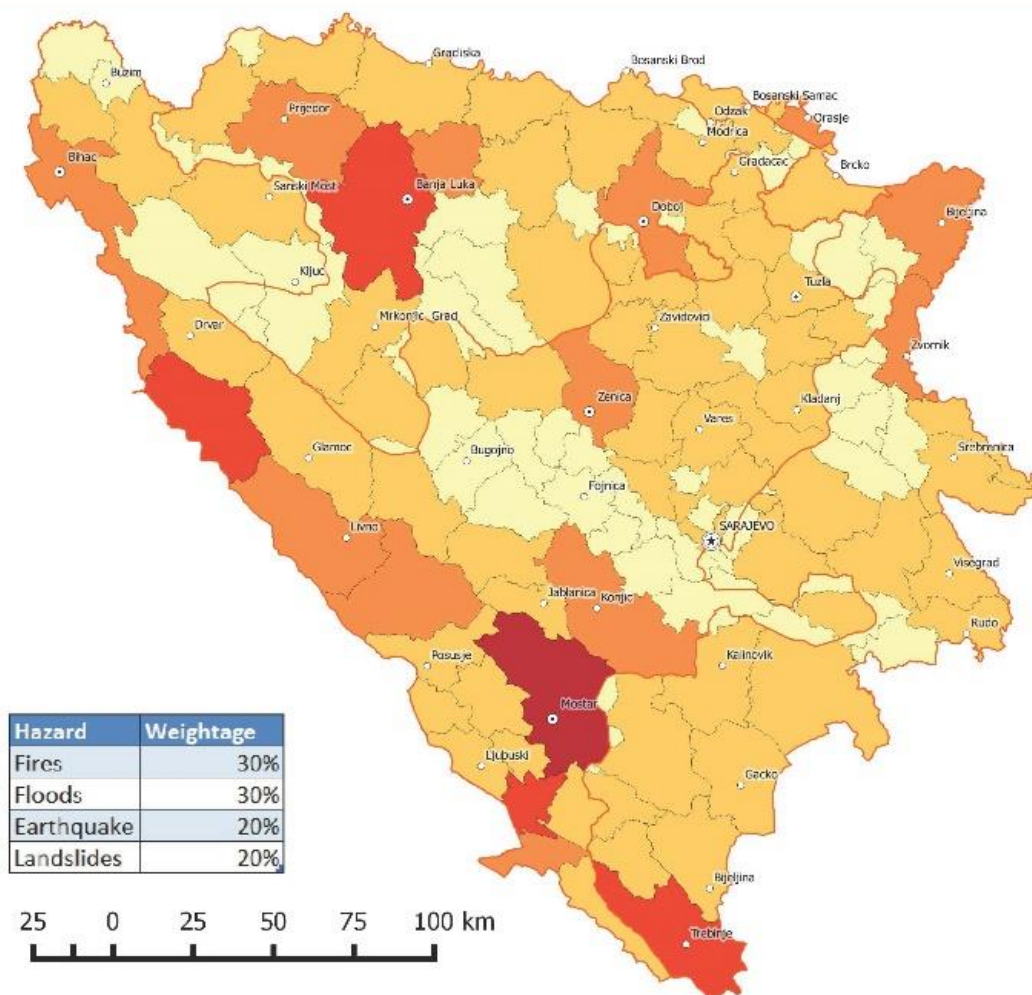 Gradiska
Bosanski Brod
Buzim
Bosanski Samac
Odzak
Orasje
Prijedor
Modrica
Gradacac
Brcko
Bihac
Sanski Most
Banja Luka
Doboj
Bijeljina
Kljuc
Tuzla
Drvar
Mrkonjic Grad
Zavidovici
Zvornik
Zenica
Kladanj
Vares
Glamoc
Bugojno
Srebrenica
Fojnica
Livno
SARAJEVO
Visegrad
Jablanica
Konjic
Rudo
Posusje
Kalinovik
Mostar
Ljubuski
Gacko
Bijeljina
Trebinje
Hazard Weightage
Fires 30%
Floods 30%
Earthquake 20%
Landslides 20%
25 0 25 50 75 100 km